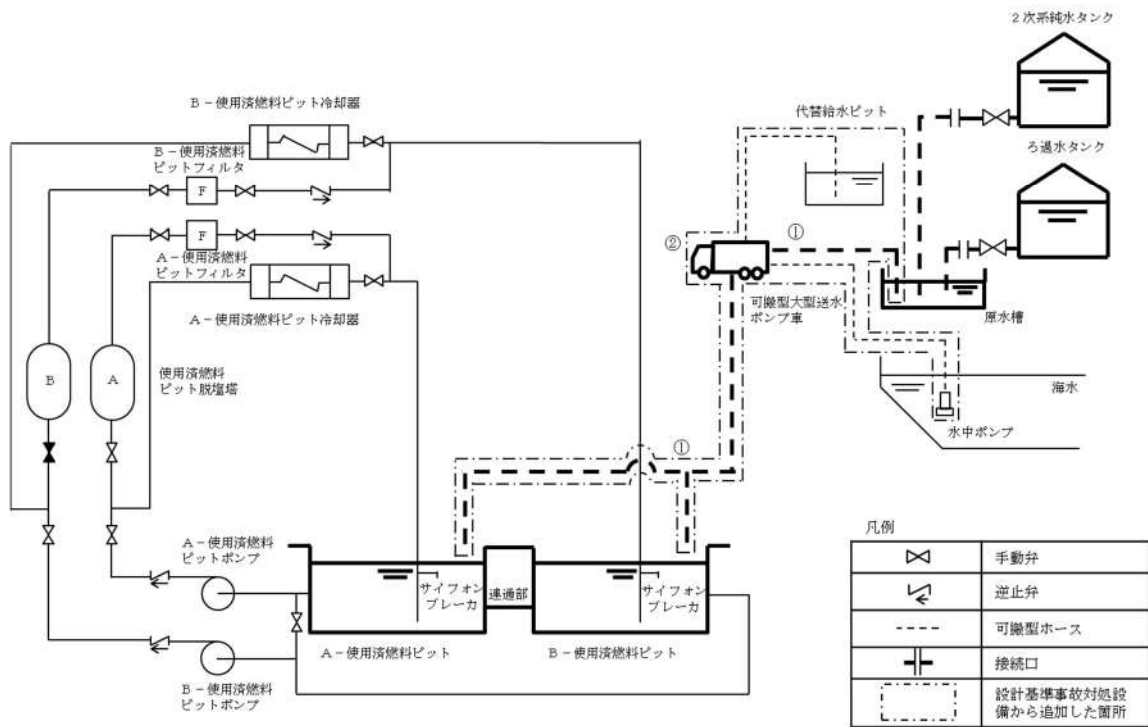 2次系純水タンク
B-使用済燃料ピット冷却器
代替給水ピット
B-使用済燃料
ピットフィルタ
ろ過水タンク
F
①
②
F
A-使用済燃料
ピットフィルタ
可搬型大型送水
ポンプ車
原水槽
A-使用済燃料ピット冷却器
B
A
使用済燃料
ピット脱塩塔
海水
水中ポンプ
①
A-使用済燃料
ピットポンプ
サイフォン
ブレーカ
連通部
サイフォン
ブレーカ
A-使用済燃料ピット
B-使用済燃料ピット
B-使用済燃料
ピットポンプ
凡例
手動弁
逆止弁
可搬型ホース
接続口
設計基準事故対処設
備から追加した箇所